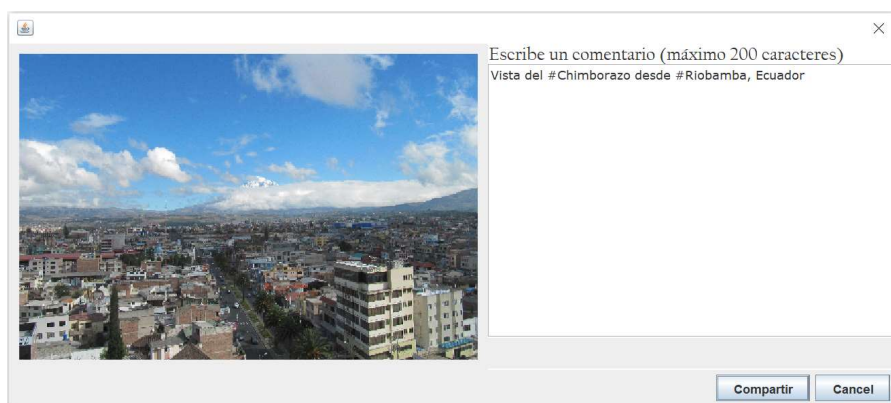 Escribe un comentario (máximo 200 caracteres)
Vista del #Chimborazo desde #Riobamba, Ecuador
Compartir
Cancel